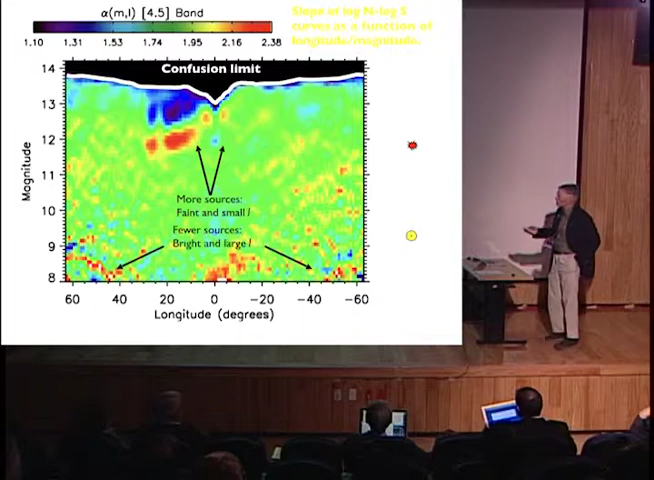 α(m,l) [4.5] Band
1.10 1.31 1.53 1.74 1.95 2.16 2.38
Slope of log N-log S
curves as a function of
longitude/magnitude.
Confusion limit
14
13
12
11
10
9
8
Magnitude
More sources:
Faint and small l
Fewer sources:
Bright and large l
60 40 20 0 -20 -40 -60
Longitude (degrees)